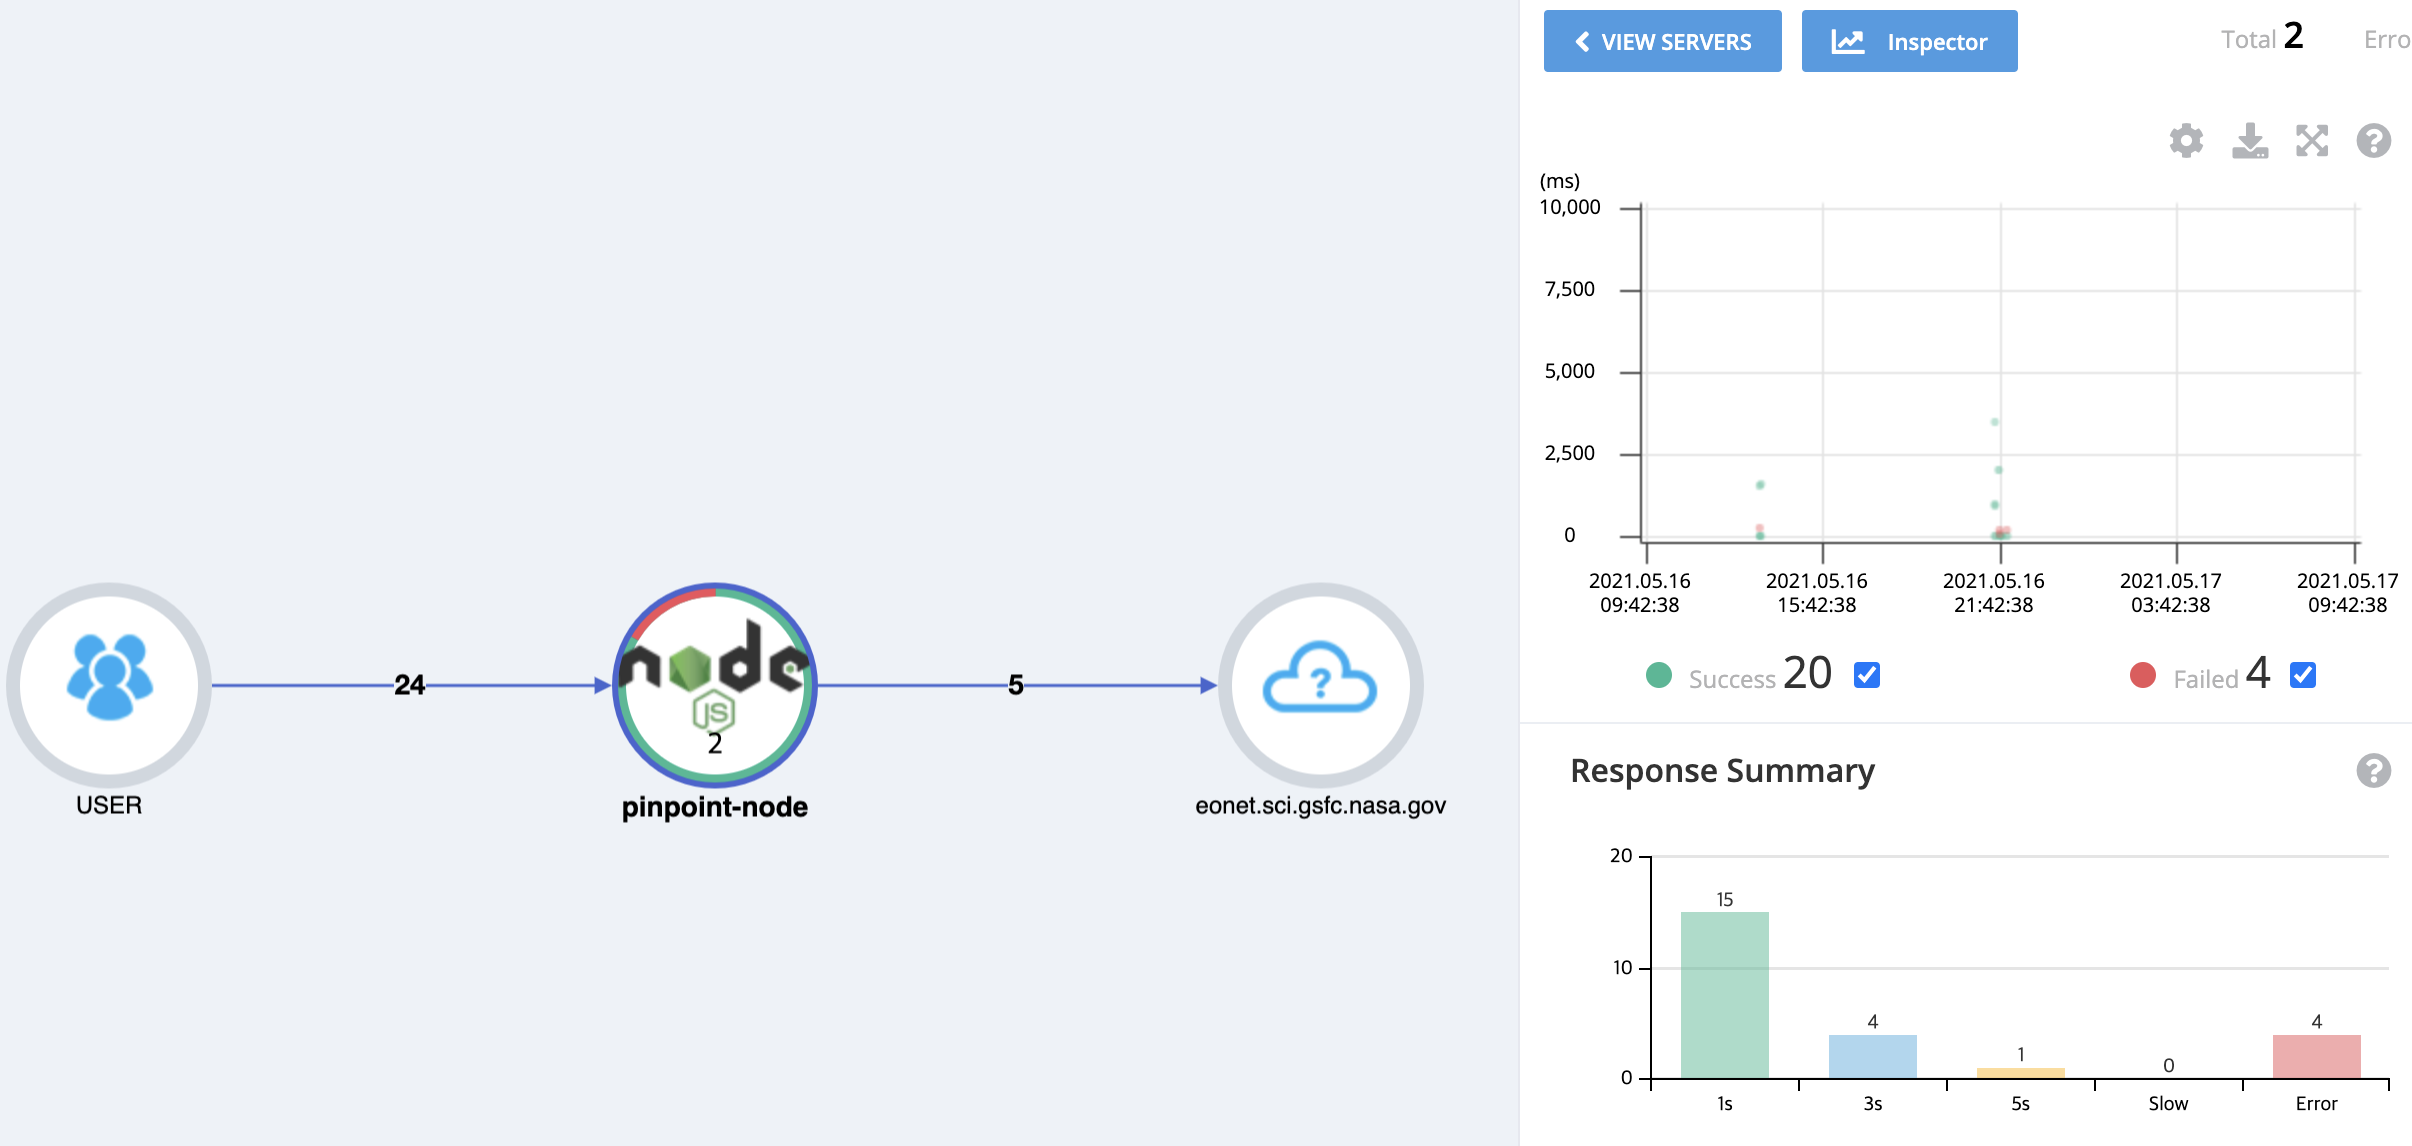 VIEW SERVERS
Inspector
Total 2
Erro
(ms)
10,000
7,500
5,000
2,500
0
2021.05.16 09:42:38
2021.05.16 15:42:38
2021.05.16 21:42:38
2021.05.17 03:42:38
2021.05.17 09:42:38
Success 20
Failed 4
24
5
node
JS
2
?
USER
pinpoint-node
eonet.sci.gsfc.nasa.gov
Response Summary
20
10
0
15
4
1
0
4
1s
3s
5s
Slow
Error